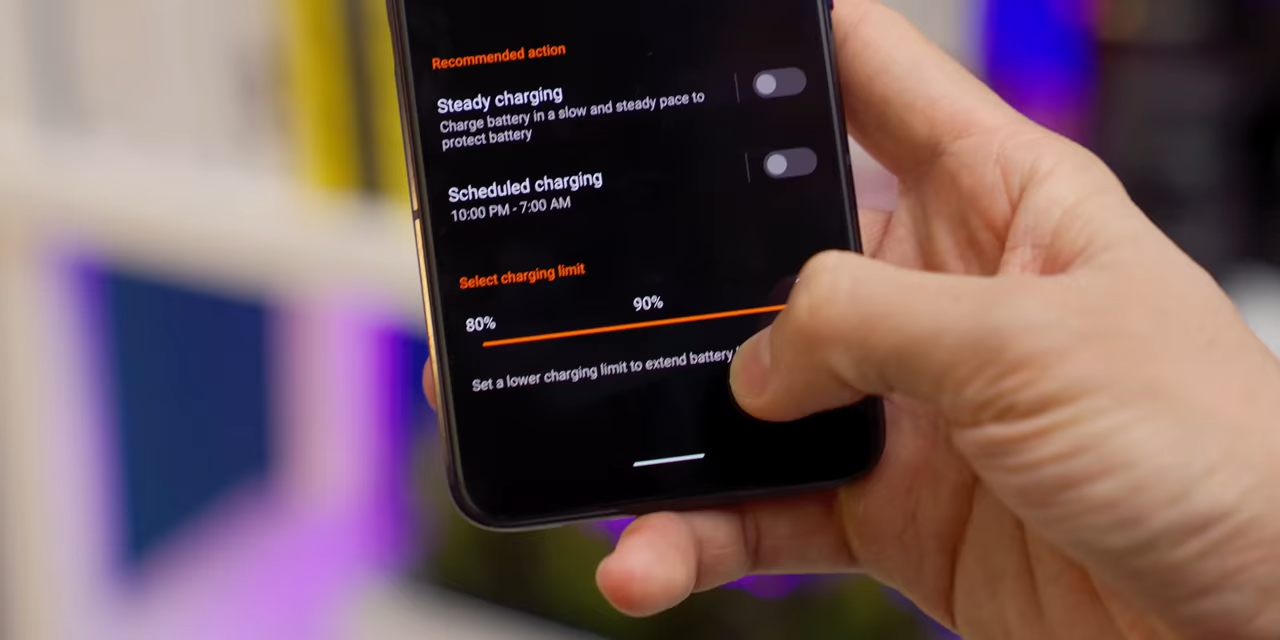 Recommended action
Steady charging
Charge battery in a slow and steady pace to
protect battery
Scheduled charging
10:00 PM - 7:00 AM
Select charging limit
80%
90%
Set a lower charging limit to extend battery